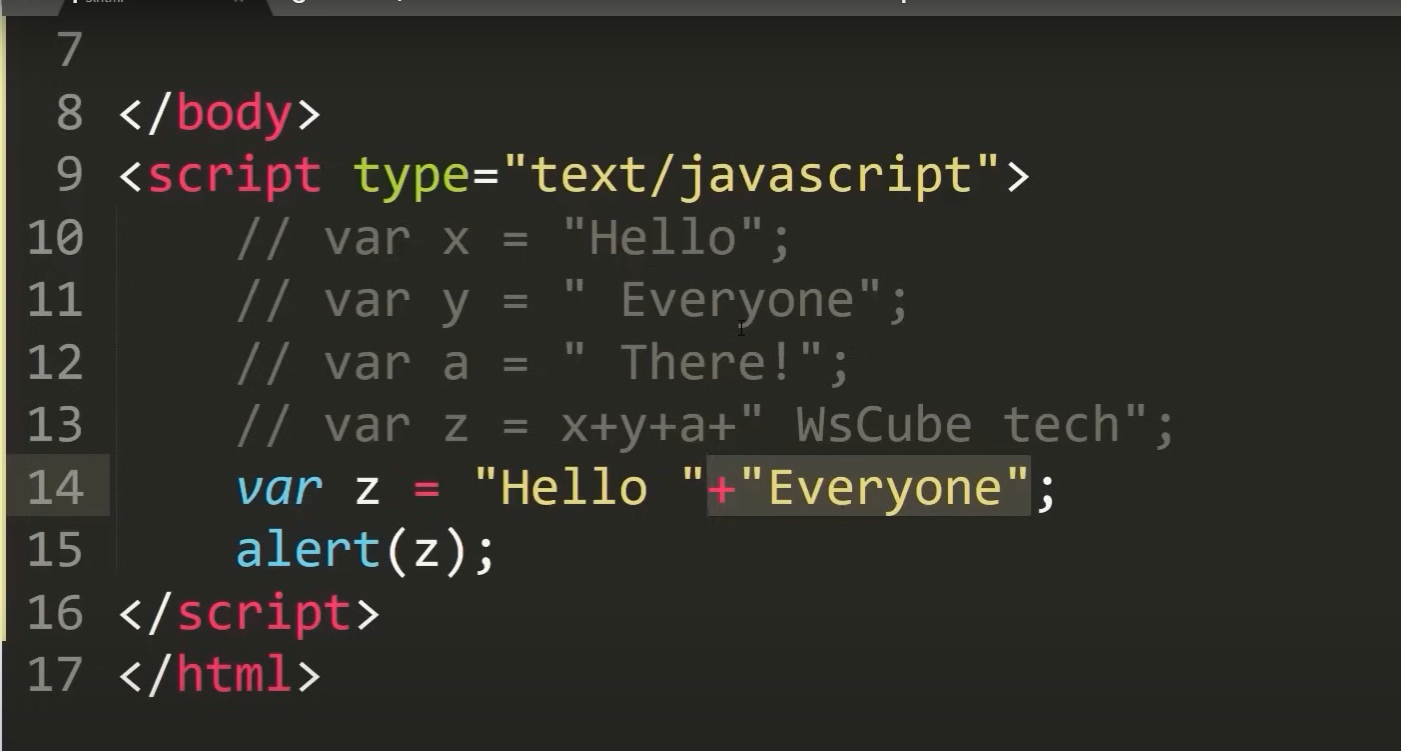 7
8 </body>
9 <script type="text/javascript">
10 // var x = "Hello";
11 // var y = " Everyone";
12 // var a = " There!";
13 // var z = x+y+a+" WsCube tech";
14 var z = "Hello "+"Everyone";
15 alert(z);
16 </script>
17 </html>